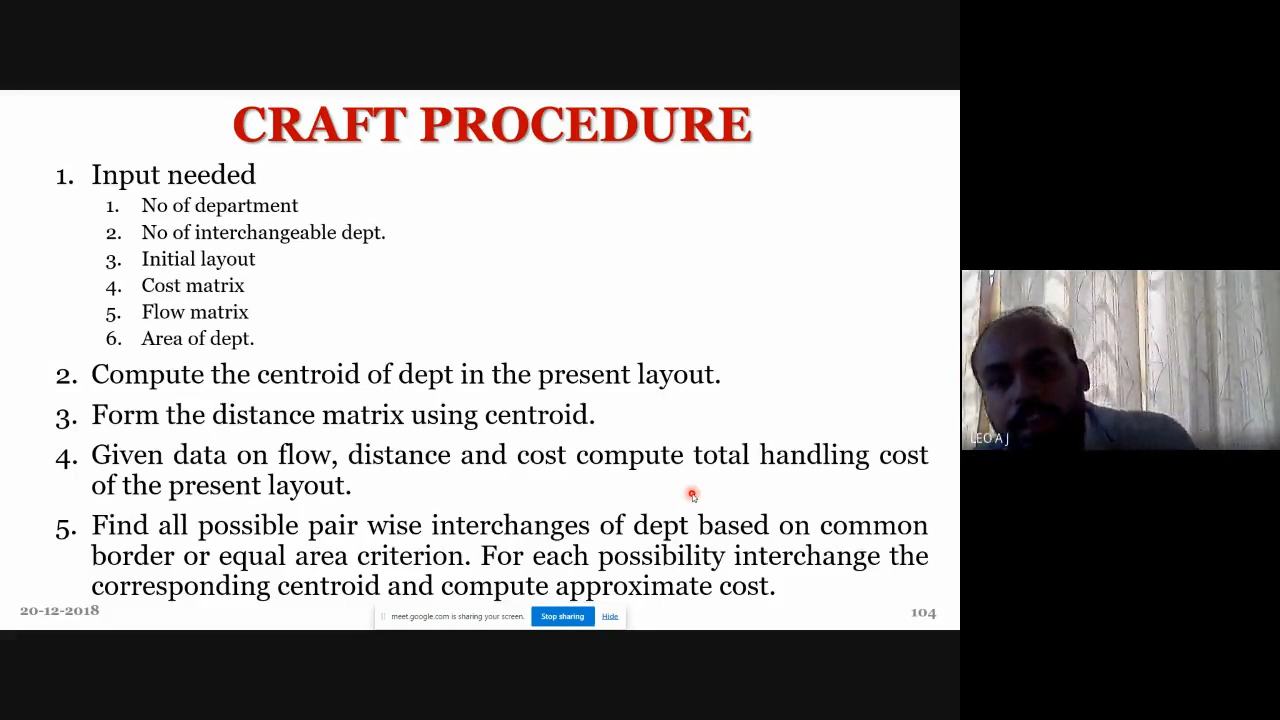 CRAFT PROCEDURE
1. Input needed
1. No of department
2. No of interchangeable dept.
3. Initial layout
4. Cost matrix
5. Flow matrix
6. Area of dept.
2. Compute the centroid of dept in the present layout.
3. Form the distance matrix using centroid.
4. Given data on flow, distance and cost compute total handling cost
of the present layout.
5. Find all possible pair wise interchanges of dept based on common
border or equal area criterion. For each possibility interchange the
corresponding centroid and compute approximate cost.
20-12-2018
meet.google.com is sharing your screen.
Stop sharing
Hide
104
LEO A J